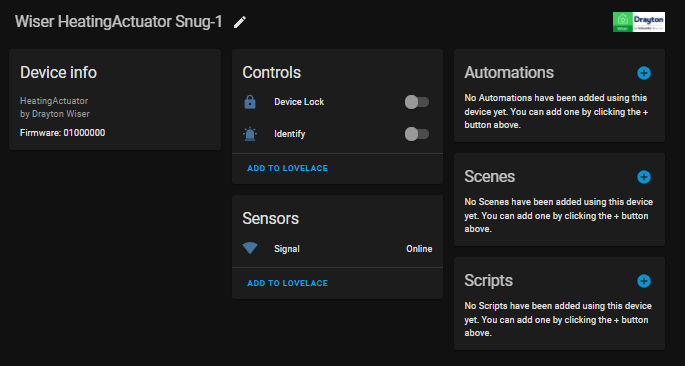 Wiser HeatingActuator Snug-1
Drayton
Device info
HeatingActuator
by Drayton Wiser
Firmware: 01000000
Controls
Device Lock
Identify
ADD TO LOVELACE
Sensors
Signal Online
ADD TO LOVELACE
Automations
No Automations have been added using this
device yet. You can add one by clicking the +
button above.
Scenes
No Scenes have been added using this device
yet. You can add one by clicking the + button
above.
Scripts
No Scripts have been added using this device
yet. You can add one by clicking the + button
above.